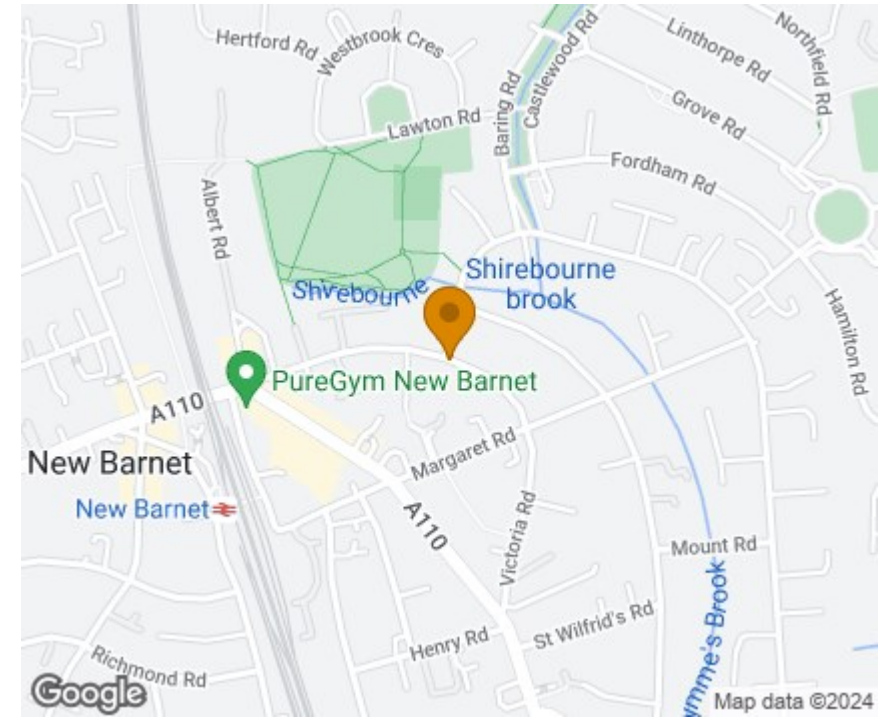 Hertford Rd
Westbrook Cres
Castlewood Rd
Linthorpe Rd
Northfield Rd
Lawton Rd
Baring Rd
Grove Rd
Fordham Rd
Albert Rd
Shirebourne
Shirebourne
brook
Hamilton Rd
PureGym New Barnet
A110
New Barnet
Margaret Rd
New Barnet
A110
Victoria Rd
Mount Rd
St Wilfrid's Rd
Henry Rd
ymme's Brook
Richmond Rd
Google
Map data ©2024